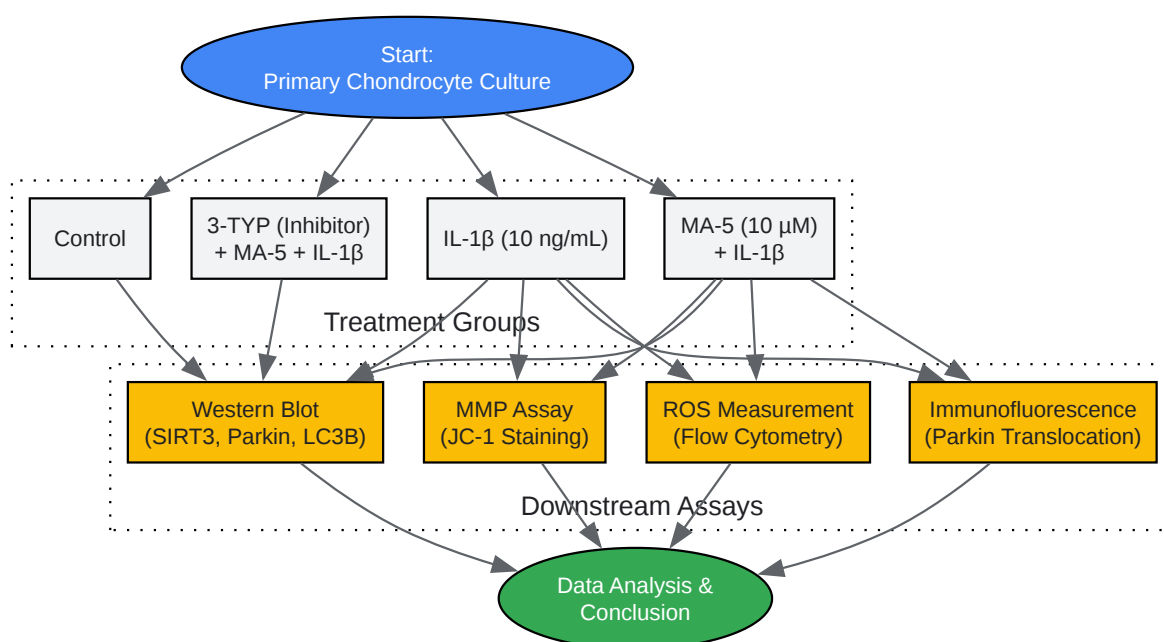 Start:
Primary Chondrocyte Culture
Control
3-TYP (Inhibitor)
+ MA-5 + IL-1β
IL-1β (10 ng/mL)
MA-5 (10 µM)
+ IL-1β
Treatment Groups
Western Blot
(SIRT3, Parkin, LC3B)
MMP Assay
(JC-1 Staining)
ROS Measurement
(Flow Cytometry)
Immunofluorescence
(Parkin Translocation)
Downstream Assays
Data Analysis &
Conclusion